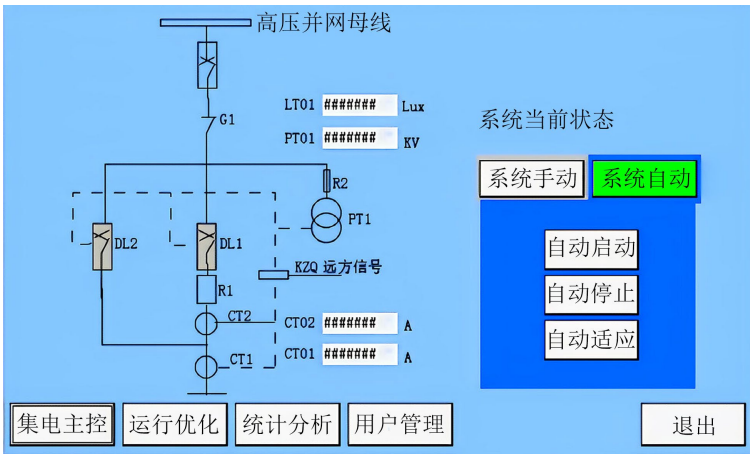 高压并网母线
G1
LT01 ####### Lux
PT01 ####### KV
系统当前状态
系统手动 系统自动
R2
PT1
DL2 DL1
自动启动
KZQ 远方信号
自动停止
R1
CT2
CT02 ####### A
自动适应
CT1
CT01 ####### A
集电主控 运行优化 统计分析 用户管理 退出